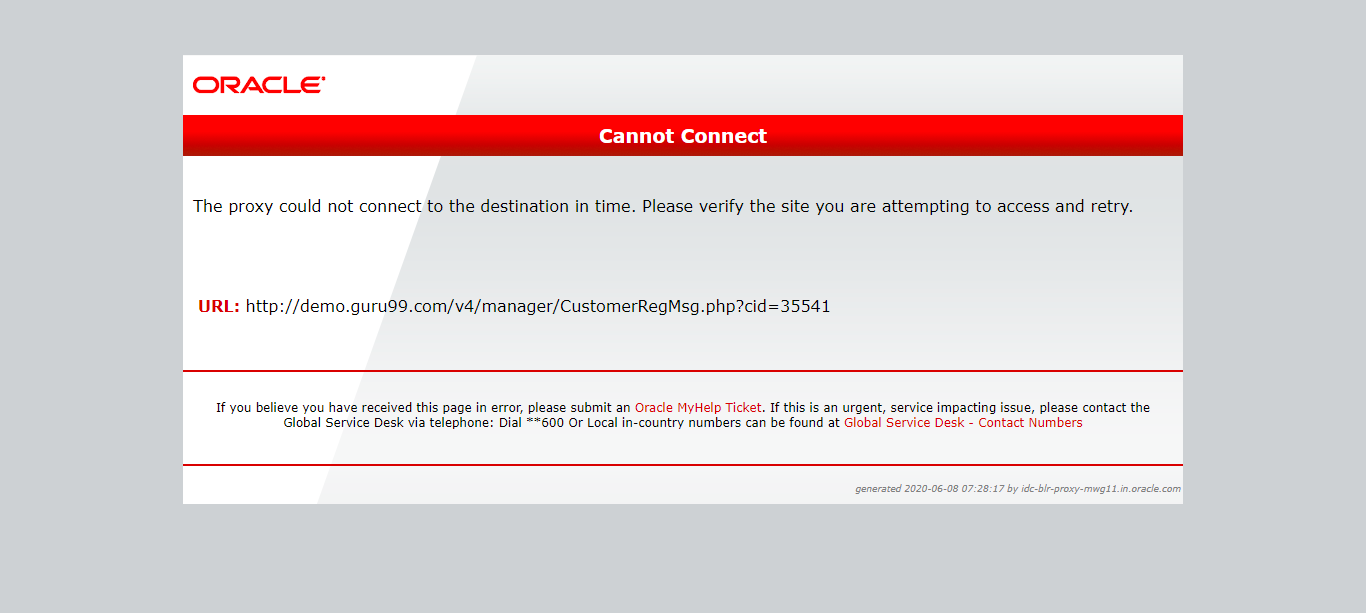 ORACLE
Cannot Connect
The proxy could not connect to the destination in time. Please verify the site you are attempting to access and retry.
URL: http://demo.guru99.com/v4/manager/CustomerRegMsg.php?cid=35541
If you believe you have received this page in error, please submit an Oracle MyHelp Ticket. If this is an urgent, service impacting issue, please contact the
Global Service Desk via telephone: Dial **600 Or Local in-country numbers can be found at Global Service Desk - Contact Numbers
generated 2020-06-08 07:28:17 by idc-blr-proxy-mwg11.in.oracle.com